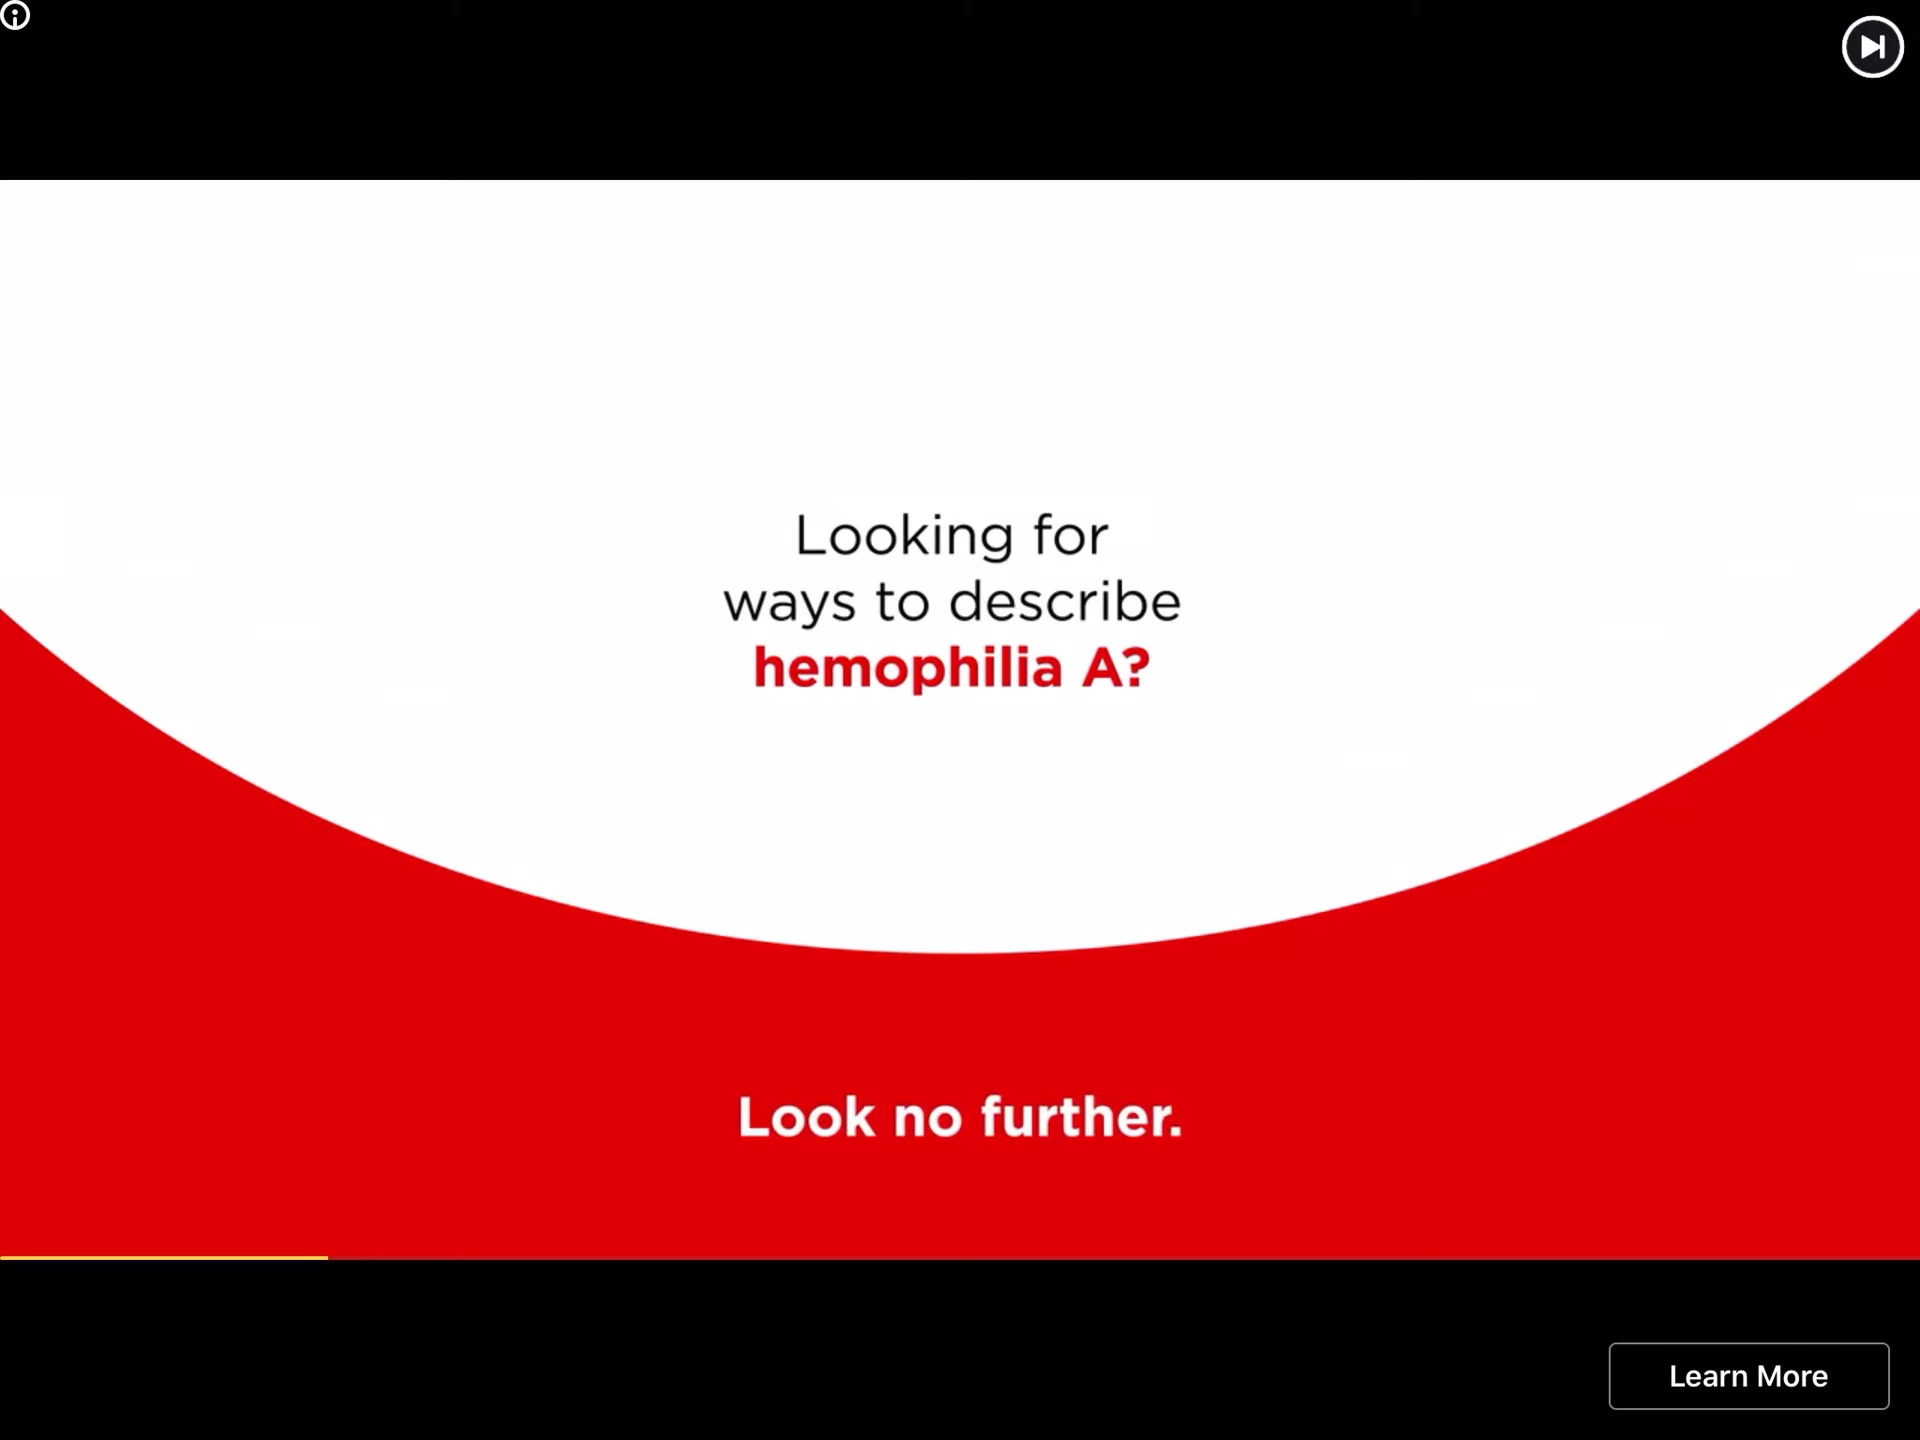 Looking for
ways to describe
hemophilia A?
Look no further.
Learn More